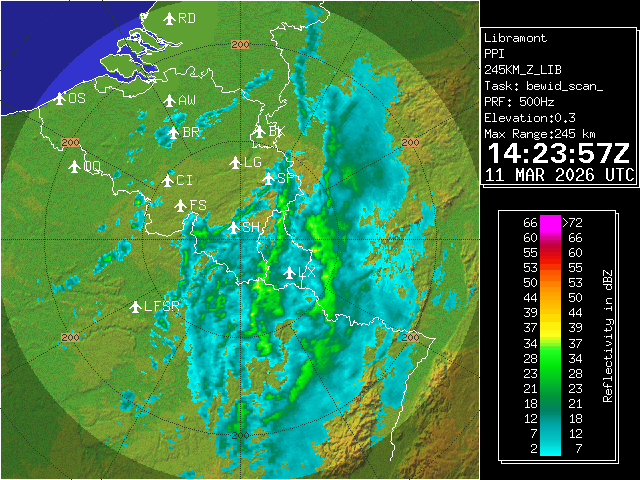 Libramont
PPI
245KM_Z_LIB
Task: bewid_scan_
PRF: 500Hz
Elevation:0.3
Max Range:245 km
14:23:57Z
11 MAR 2026 UTC
RD
200
OS
AW
BR
BK
200
200
QQ
LG
CI
SP
FS
SH
LX
LFSR
200
200
200
66 >72
60 66
55 60
53 55
50 53
44 50
39 44
37 39
34 37
28 34
23 28
21 23
18 21
12 18
7 12
2 7
Reflectivity in dBZ